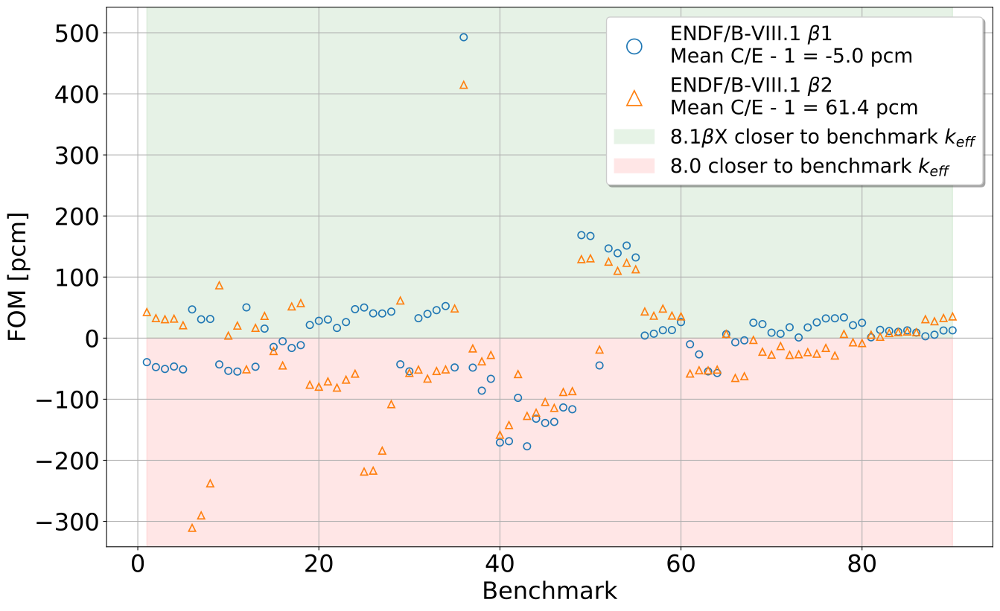 ENDF/B-VIII.1 β1
Mean C/E - 1 = -5.0 pcm
ENDF/B-VIII.1 β2
Mean C/E - 1 = 61.4 pcm
8.1βX closer to benchmark k_eff
8.0 closer to benchmark k_eff
FOM [pcm]
500
400
300
200
100
0
−100
−200
−300
0 20 40 60 80
Benchmark